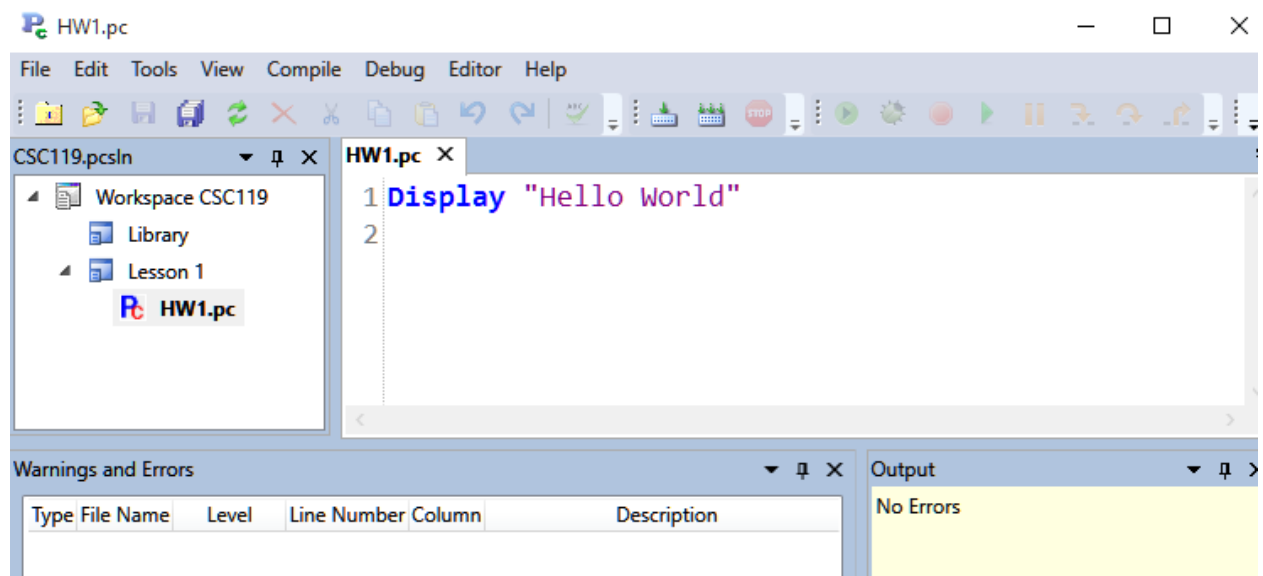 HW1.pc
File Edit Tools View Compile Debug Editor Help
STOP
CSC119.pcsln
HW1.pc
Workspace CSC119
Library
Lesson 1
HW1.pc
1 Display "Hello World"
2
Warnings and Errors
Type File Name Level Line Number Column Description
Output
No Errors